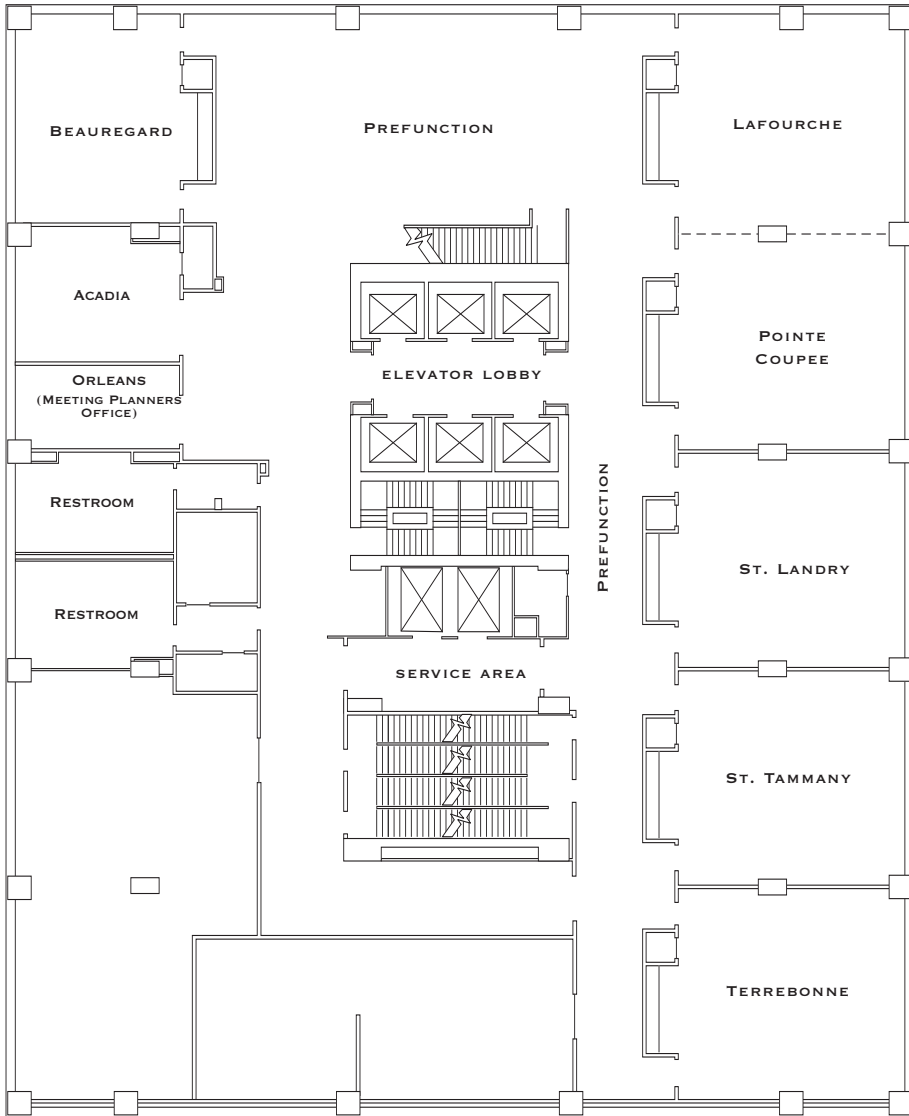 BEAUREGARD
PREFUNCTION
LAFOURCHE
ACADIA
POINTE
COUPEE
ELEVATOR LOBBY
ORLEANS
(MEETING PLANNERS
OFFICE)
RESTROOM
PREFUNCTION
ST. LANDRY
RESTROOM
SERVICE AREA
ST. TAMMANY
TERREBONNE